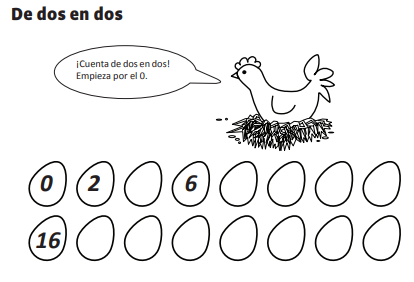 De dos en dos
¡Cuenta de dos en dos!
Empieza por el 0.
0 2 6
16